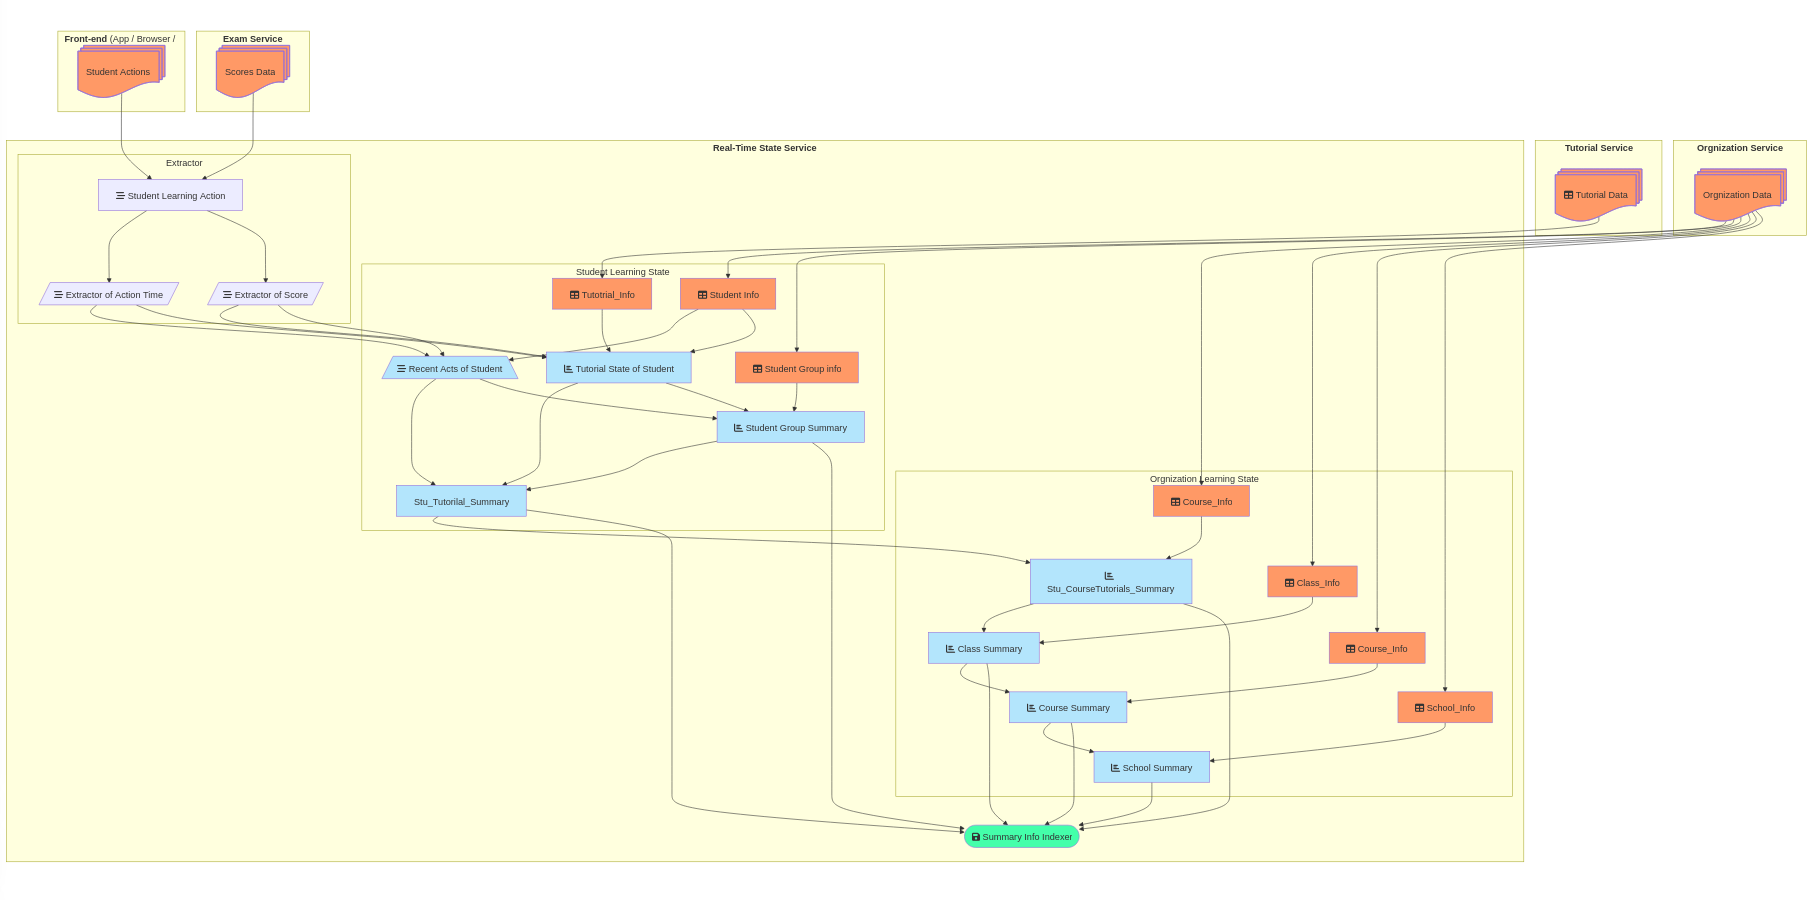 Front-end (App / Browser /
Exam Service
Student Actions
Scores Data
Real-Time State Service
Tutorial Service
Orgnization Service
Extractor
Student Learning Action
Tutorial Data
Orgnization Data
Student Learning State
Extractor of Action Time
Extractor of Score
Tutotrial_Info
Student Info
Recent Acts of Student
Tutorial State of Student
Student Group info
Student Group Summary
Orgnization Learning State
Stu_Tutorilal_Summary
Course_Info
Stu_CourseTutorials_Summary
Class_Info
Class Summary
Course_Info
Course Summary
School_Info
School Summary
Summary Info Indexer